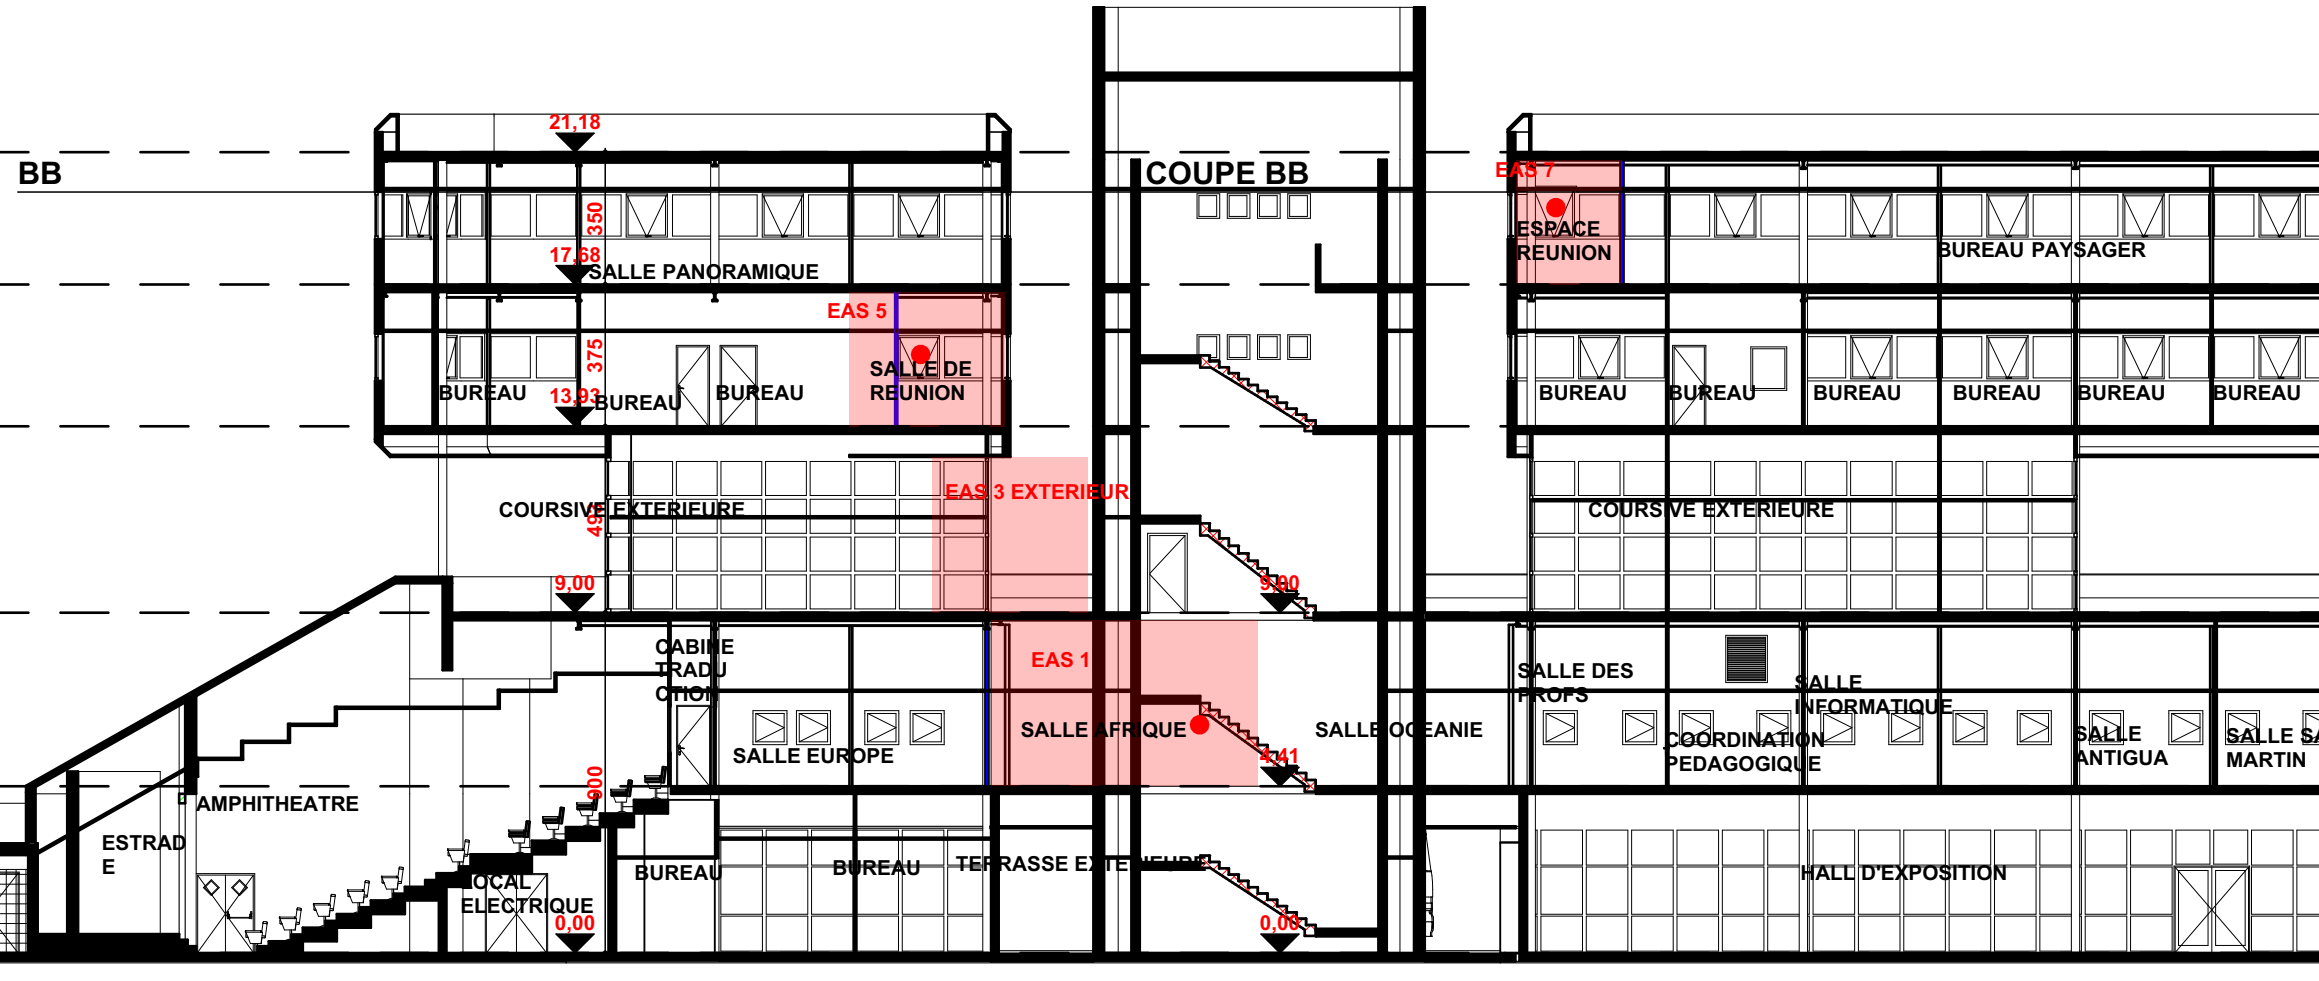 21,18
BB
COUPE BB
EAS 7
350
ESPACE
REUNION
BUREAU PAYSAGER
17,68
SALLE PANORAMIQUE
EAS 5
375
SALLE DE
REUNION
BUREAU
13,93
BUREAU
BUREAU
BUREAU
BUREAU
BUREAU
BUREAU
BUREAU
BUREAU
EAS 3 EXTERIEUR
COURSIVE EXTERIEURE
493
COURSIVE EXTERIEURE
9,00
9,00
CABINE
TRADU
CTION
EAS 1
SALLE DES
PROFS
SALLE
INFORMATIQUE
SALLE AFRIQUE
SALLE OCEANIE
SALLE EUROPE
4,41
COORDINATION
PEDAGOGIQUE
SALLE
ANTIGUA
SALLE SA
MARTIN
900
AMPHITHEATRE
ESTRAD
E
LOCAL
ELECTRIQUE
BUREAU
BUREAU
TERRASSE EXTERIEURE
HALL D'EXPOSITION
0,00
0,00